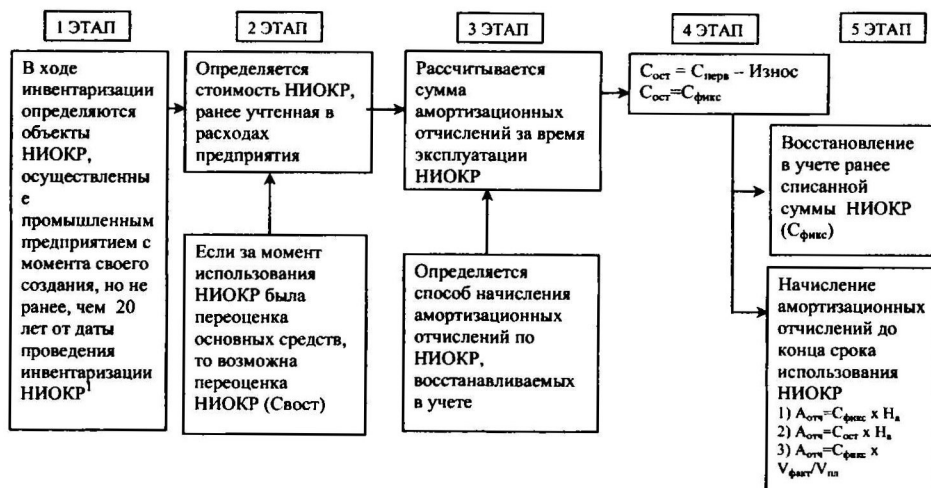 1 ЭТАП
2 ЭТАП
3 ЭТАП
4 ЭТАП
5 ЭТАП
В ходе
инвентаризации
определяются
объекты
НИОКР,
осуществленны
е
промышленным
предприятием с
момента своего
создания, но не
ранее, чем 20
лет от даты
проведения
инвентаризации
НИОКР¹
Определяется
стоимость НИОКР,
ранее учтенная в
расходах
предприятия
Если за момент
использования
НИОКР была
переоценка
основных средств,
то возможна
переоценка
НИОКР (Свост)
Рассчитывается
сумма
амортизационных
отчислений за время
эксплуатации
НИОКР
Определяется
способ начисления
амортизационных
отчислений по
НИОКР,
восстанавливаемых
в учете
Сост = Сперв – Износ
Сост=Сфикс
Восстановление
в учете ранее
списанной
суммы НИОКР
(Сфикс)
Начисление
амортизационных
отчислений до
конца срока
использования
НИОКР
1) Аотч=Сфикс х На
2) Аотч=Сост х На
3) Аотч=Сфикс х
Vфакт/Vпл